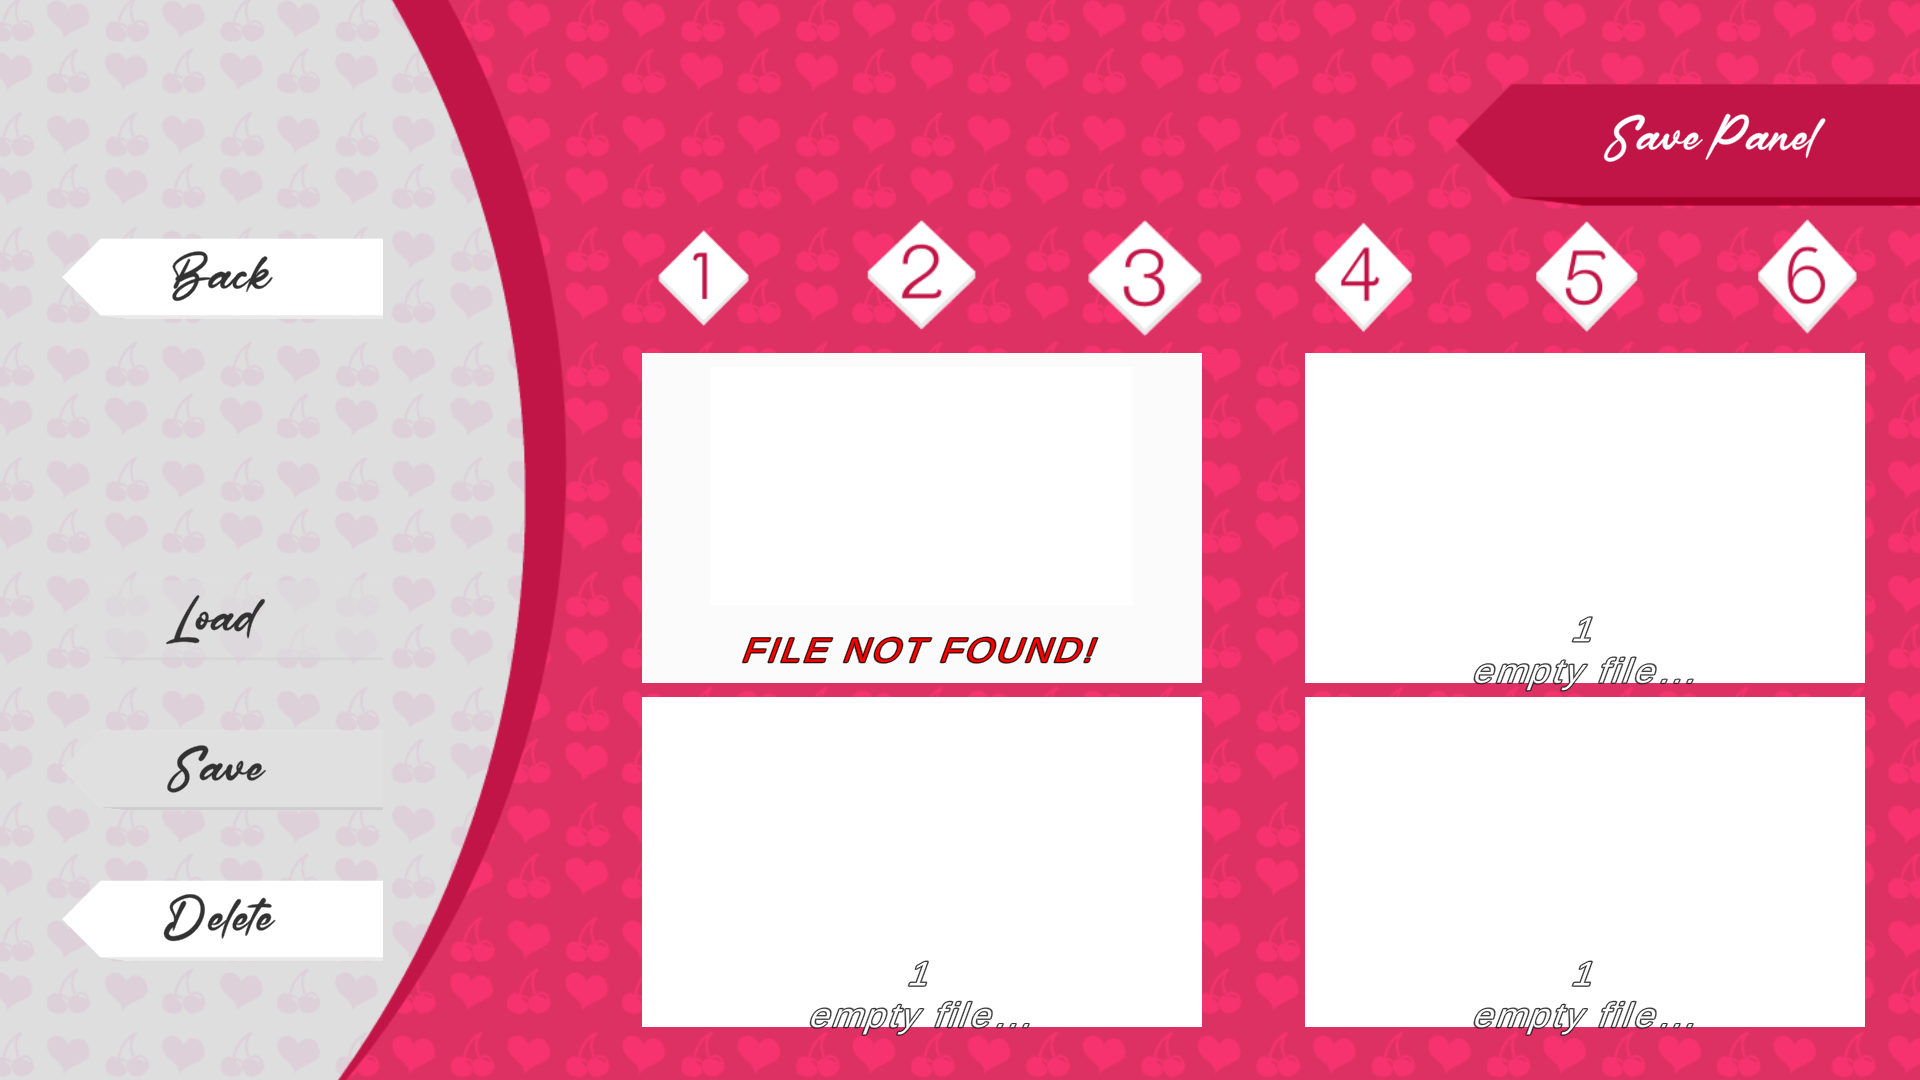 Save Panel
1 2 3 4 5 6
Back
Load
Save
Delete
FILE NOT FOUND!
1
empty file...
1
empty file...
1
empty file...